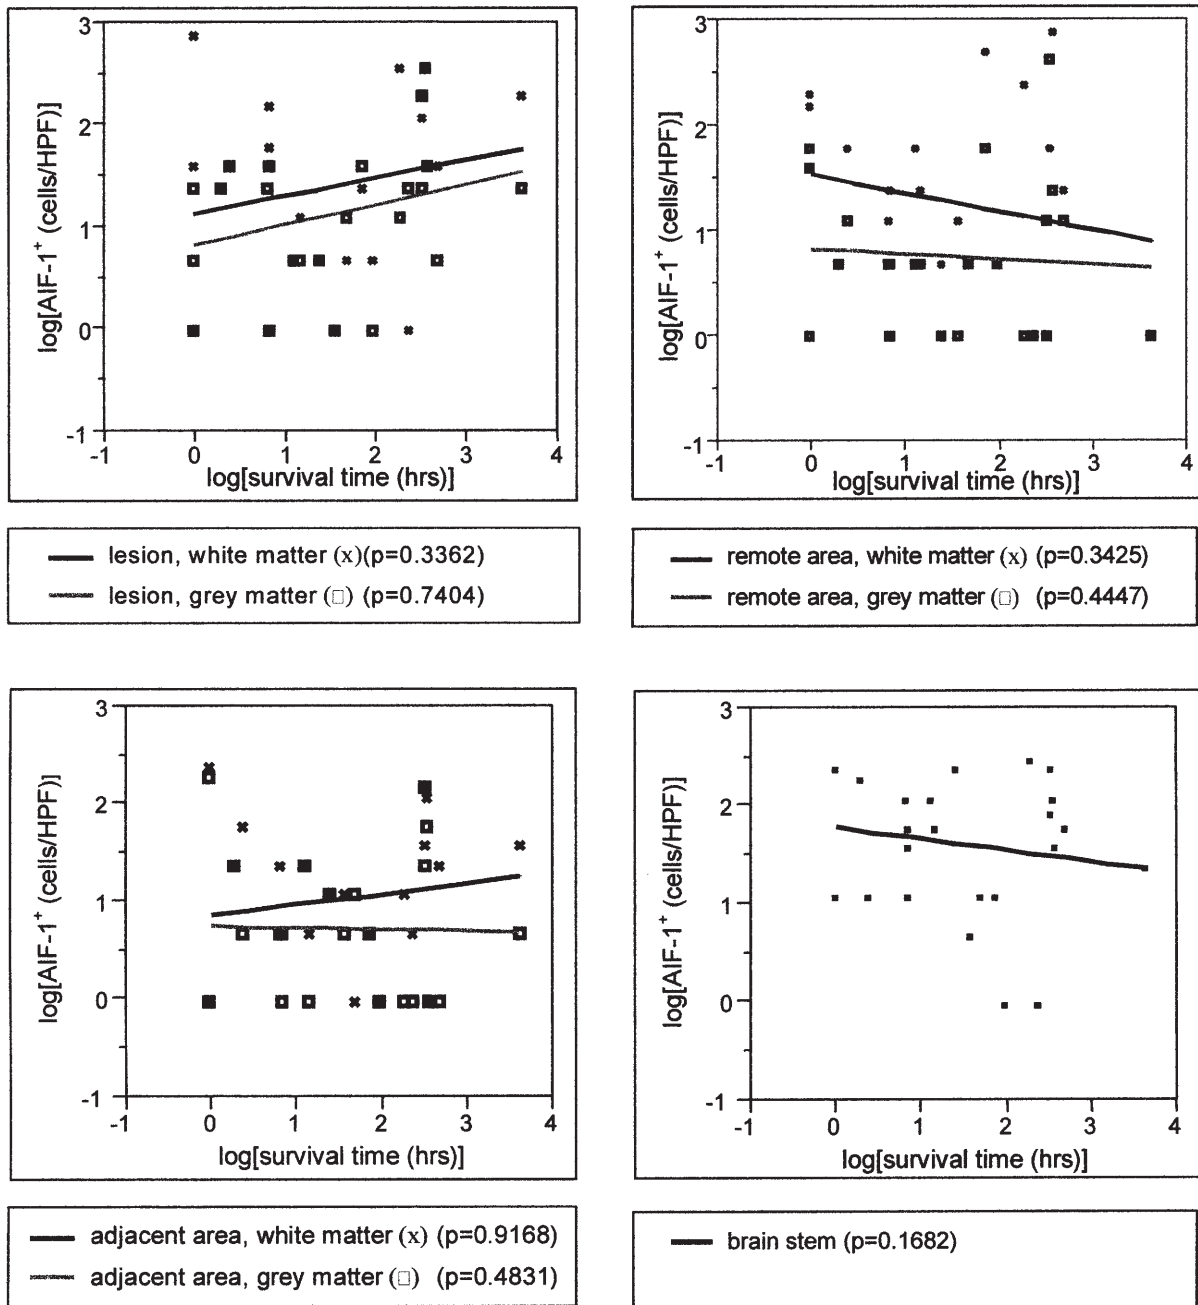 3
2
1
0
-1
log[AIF-1⁺ (cells/HPF)]
-1 0 1 2 3 4
log[survival time (hrs)]
lesion, white matter (x)(p=0.3362)
lesion, grey matter (□) (p=0.7404)
3
2
1
0
-1
log[AIF-1⁺ (cells/HPF)]
-1 0 1 2 3 4
log[survival time (hrs)]
remote area, white matter (x) (p=0.3425)
remote area, grey matter (□) (p=0.4447)
3
2
1
0
-1
log[AIF-1⁺ (cells/HPF)]
-1 0 1 2 3 4
log[survival time (hrs)]
adjacent area, white matter (x) (p=0.9168)
adjacent area, grey matter (□) (p=0.4831)
3
2
1
0
-1
log[AIF-1⁺ (cells/HPF)]
-1 0 1 2 3 4
log[survival time (hrs)]
brain stem (p=0.1682)